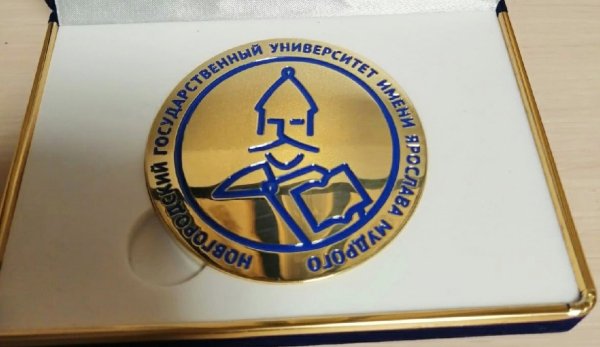 НОВГОРОДСКИЙ ГОСУДАРСТВЕННЫЙ УНИВЕРСИТЕТ ИМЕНИ ЯРОСЛАВА МУДРОГО